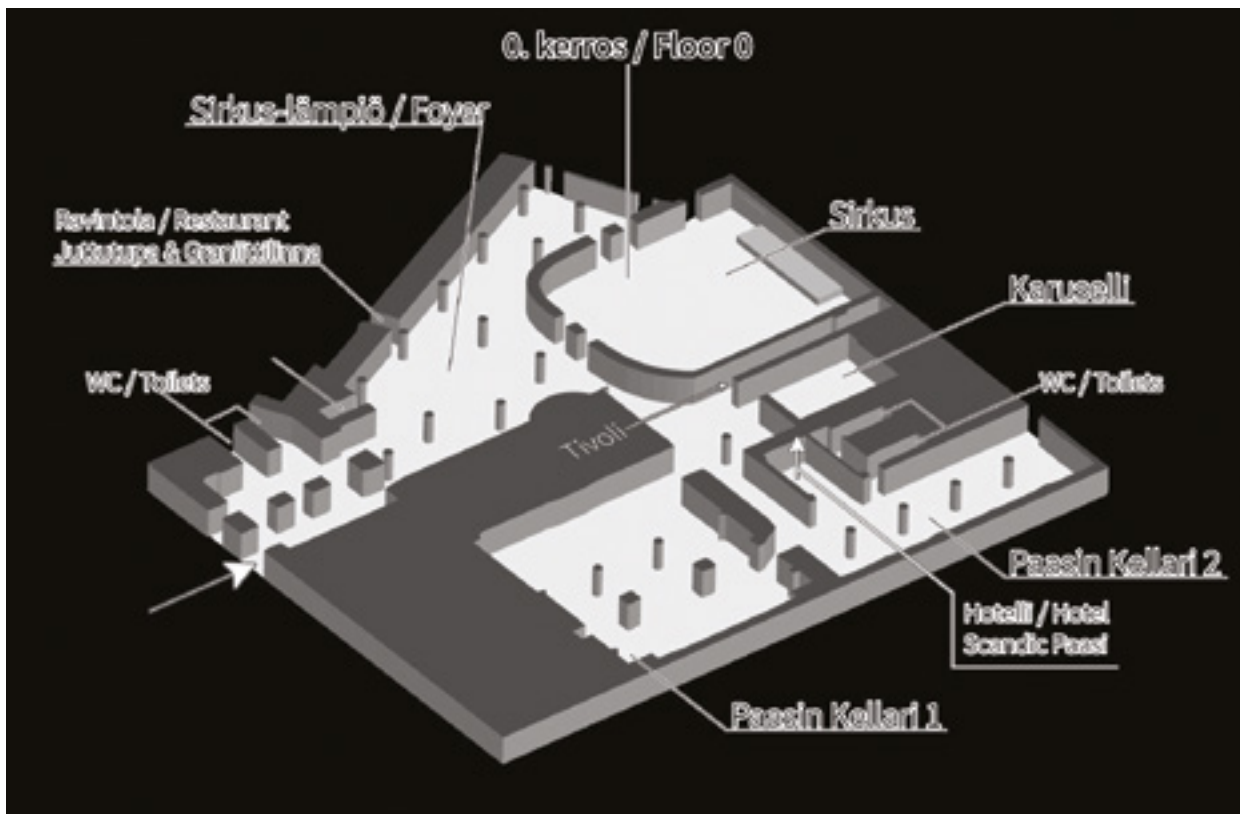 0. kerros / Floor 0
Sirkus-lämpiö / Foyer
Ravintola / Restaurant
Juttutupa & Graniittilinna
Sirkus
Karuselli
WC / Toilets
WC / Toilets
Tivoli
Paasin Kellari 2
Hotelli / Hotel
Scandic Paasi
Paasin Kellari 1